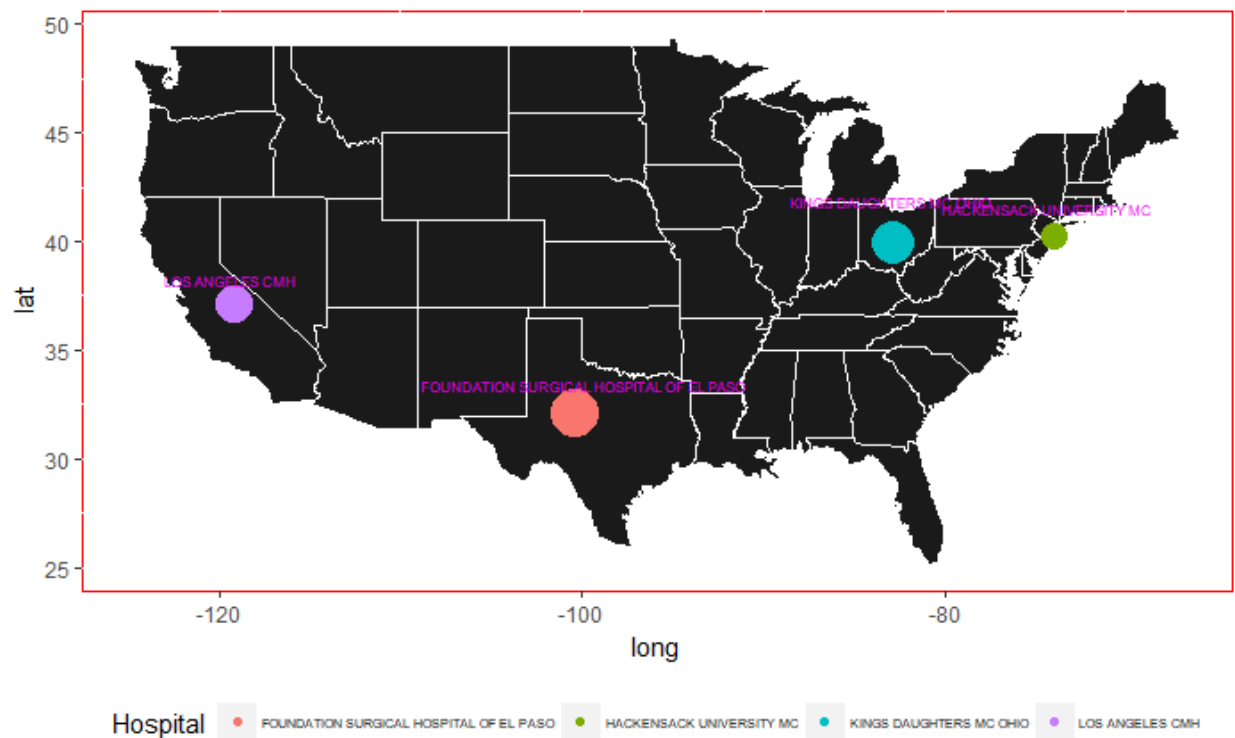 50
45
KINGS DAUGHTERS MC OHIO
HACKENSACK UNIVERSITY MC
40
LOS ANGELES CMH
lat
35
FOUNDATION SURGICAL HOSPITAL OF EL PASO
30
25
-120 -100 -80
long
Hospital FOUNDATION SURGICAL HOSPITAL OF EL PASO HACKENSACK UNIVERSITY MC KINGS DAUGHTERS MC OHIO LOS ANGELES CMH